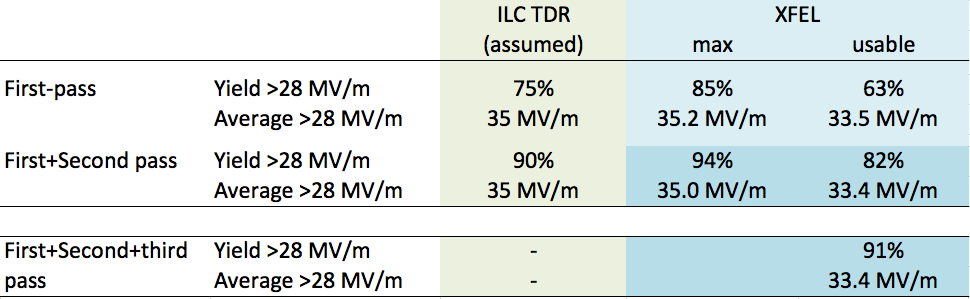 ILC TDR XFEL
(assumed) max usable
First-pass Yield >28 MV/m 75% 85% 63%
Average >28 MV/m 35 MV/m 35.2 MV/m 33.5 MV/m
First+Second pass Yield >28 MV/m 90% 94% 82%
Average >28 MV/m 35 MV/m 35.0 MV/m 33.4 MV/m
First+Second+third Yield >28 MV/m - 91%
pass Average >28 MV/m - 33.4 MV/m